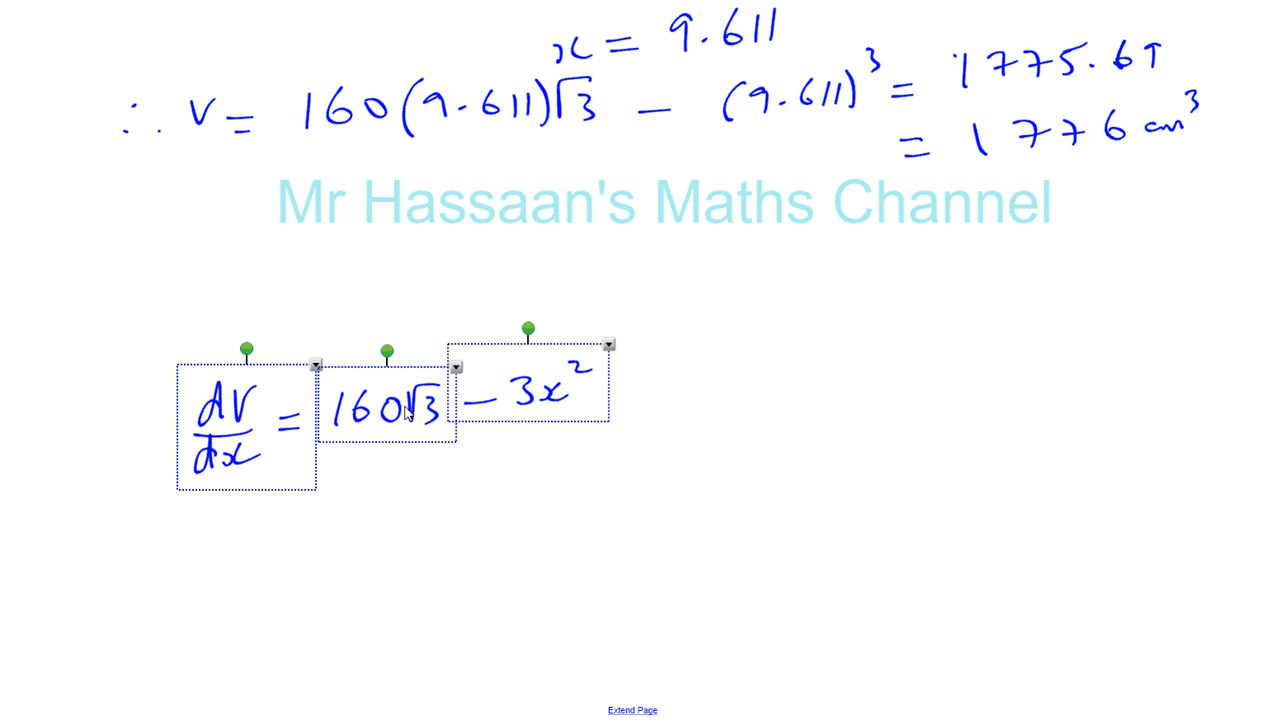 x = 9.611
∴ V = 160(9.611)√3 − (9.611)³ = 1775.61
= 1776 cm³
Mr Hassaan's Maths Channel
dV/dx = 160√3 − 3x²
Extend Page